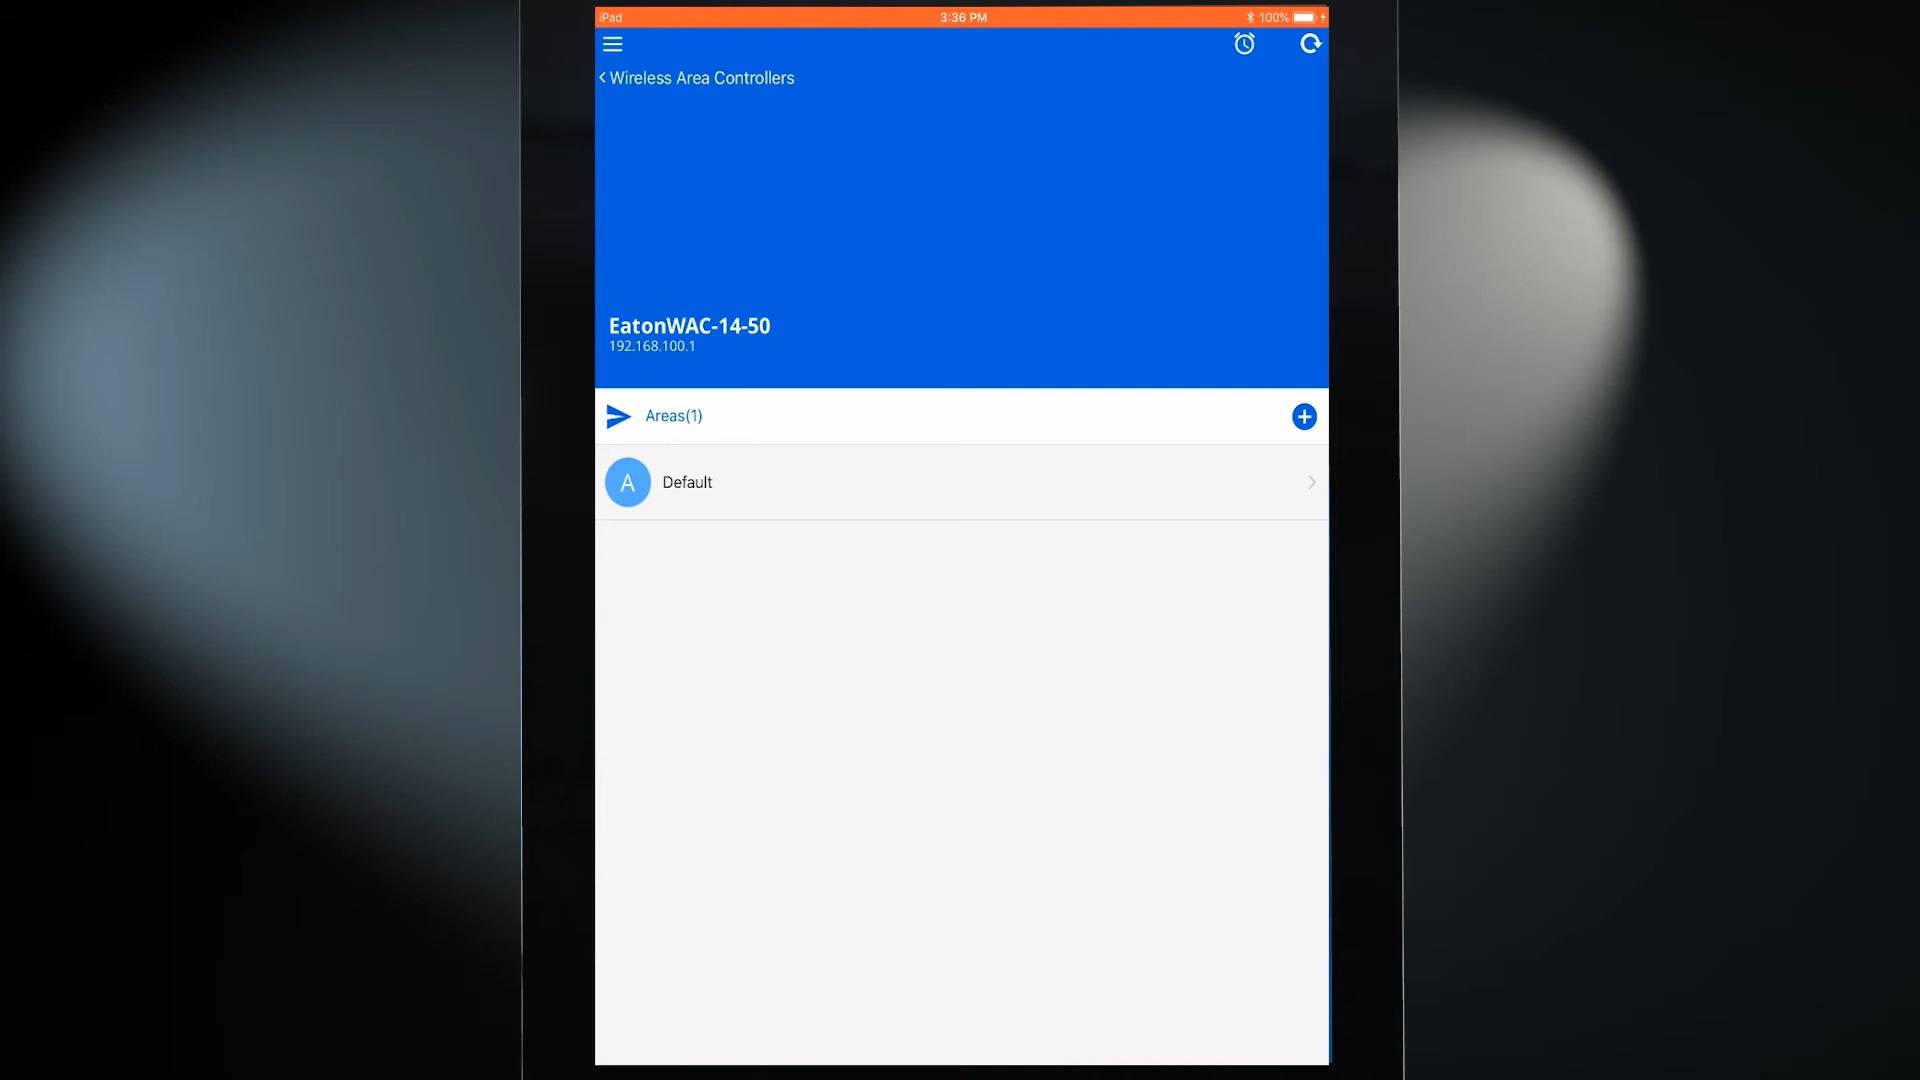 iPad 3:36 PM 100%
Wireless Area Controllers
EatonWAC-14-50
192.168.100.1
Areas(1)
A Default